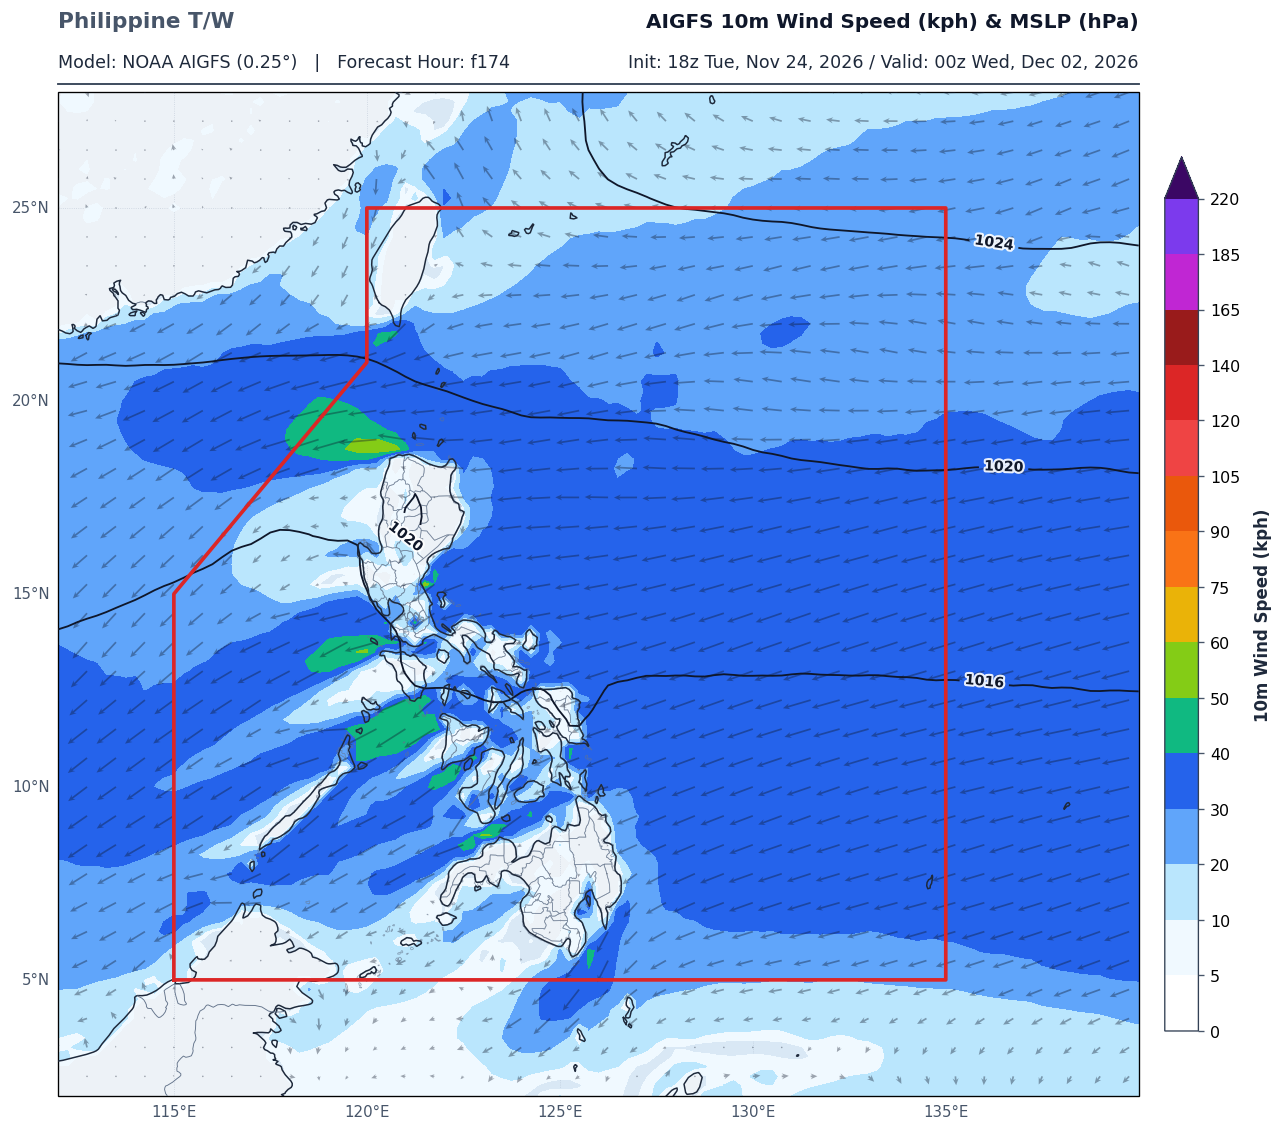 Philippine T/W
AIGFS 10m Wind Speed (kph) & MSLP (hPa)
Model: NOAA AIGFS (0.25°) | Forecast Hour: f174
Init: 18z Tue, Nov 24, 2026 / Valid: 00z Wed, Dec 02, 2026
25°N
20°N
15°N
10°N
5°N
115°E
120°E
125°E
130°E
135°E
1024
1020
1020
1016
220
185
165
140
120
105
90
75
60
50
40
30
20
10
5
0
10m Wind Speed (kph)